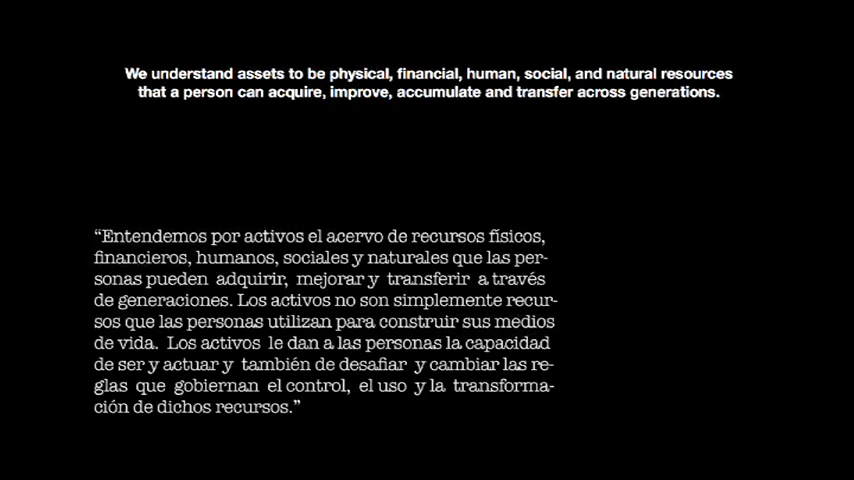 We understand assets to be physical, financial, human, social, and natural resources
that a person can acquire, improve, accumulate and transfer across generations.
“Entendemos por activos el acervo de recursos físicos,
financieros, humanos, sociales y naturales que las per-
sonas pueden adquirir, mejorar y transferir a través
de generaciones. Los activos no son simplemente recur-
sos que las personas utilizan para construir sus medios
de vida. Los activos le dan a las personas la capacidad
de ser y actuar y también de desafiar y cambiar las re-
glas que gobiernan el control, el uso y la transforma-
ción de dichos recursos.”